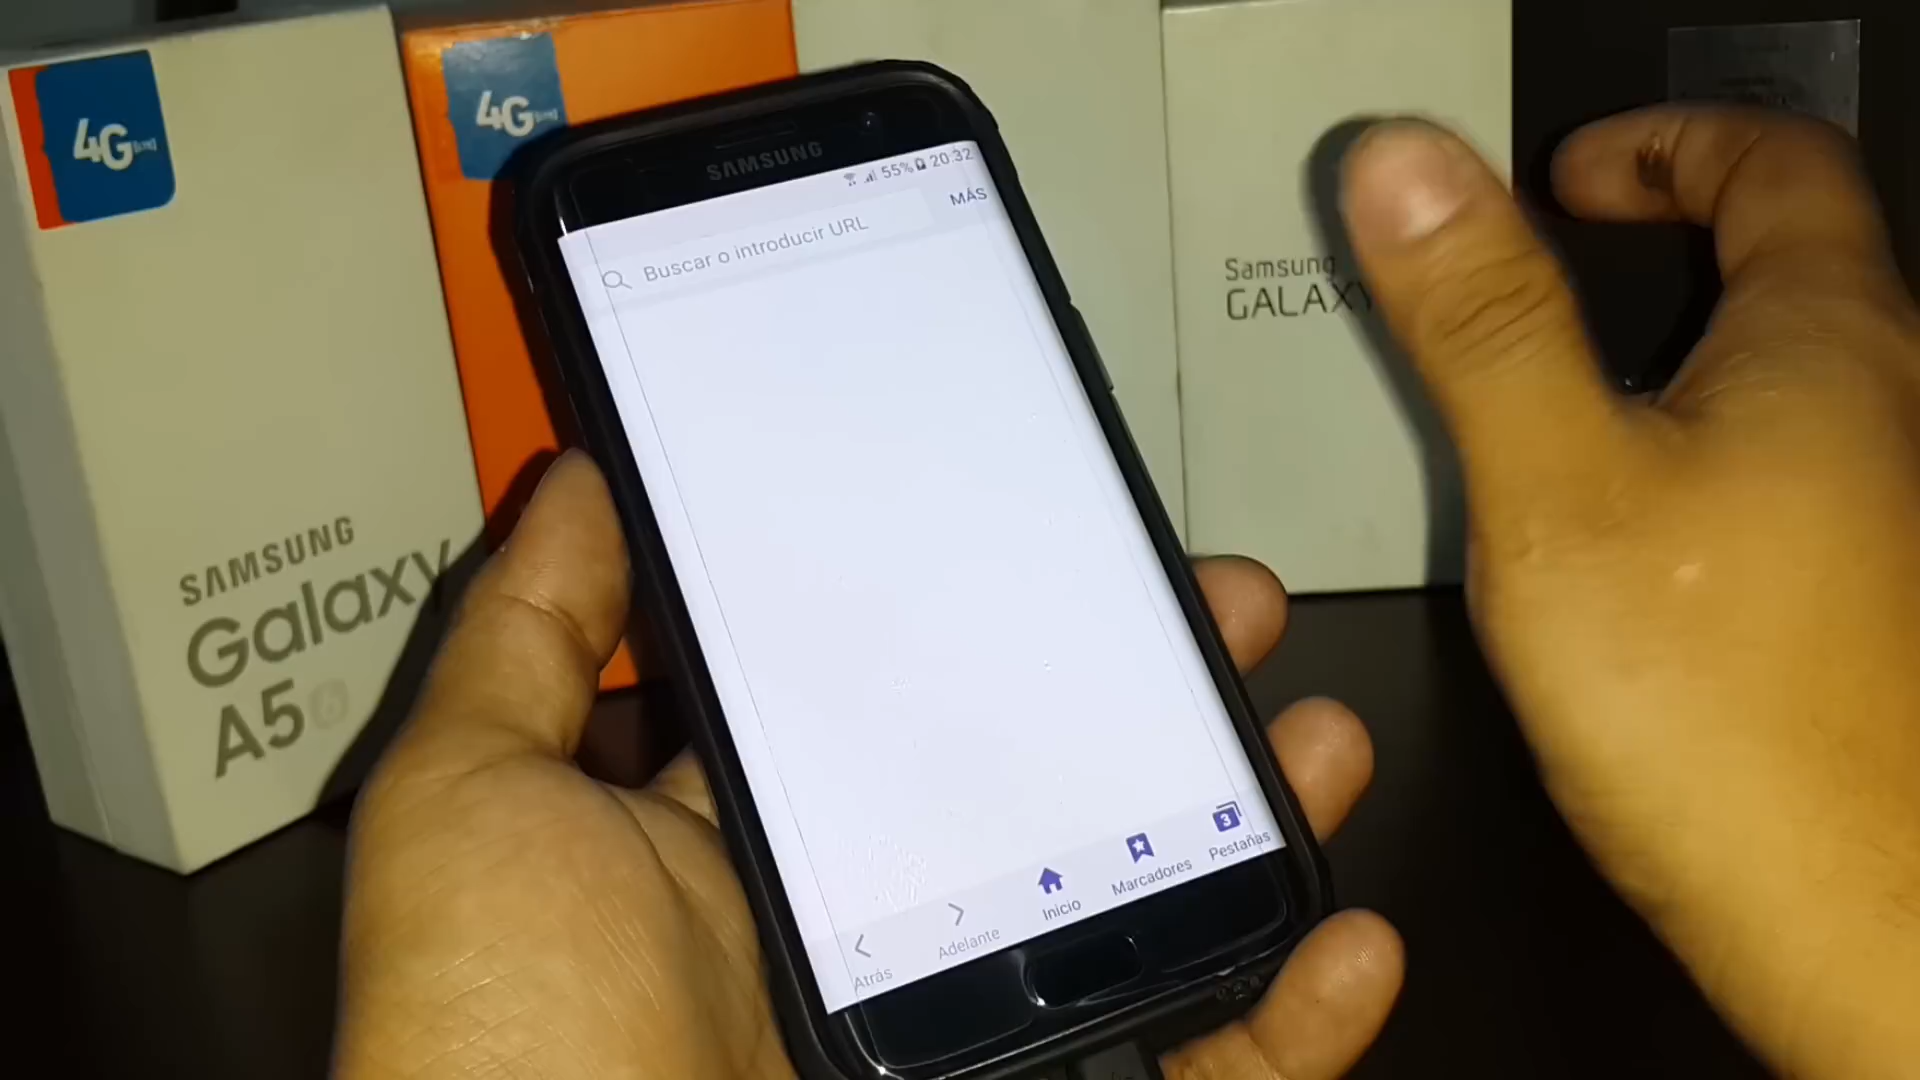 4G
4G
SAMSUNG
55% 20:32
Buscar o introducir URL
MÁS
Samsung
GALAXY
SAMSUNG
Galaxy
A5
3
Atrás
Adelante
Inicio
Marcadores
Pestañas